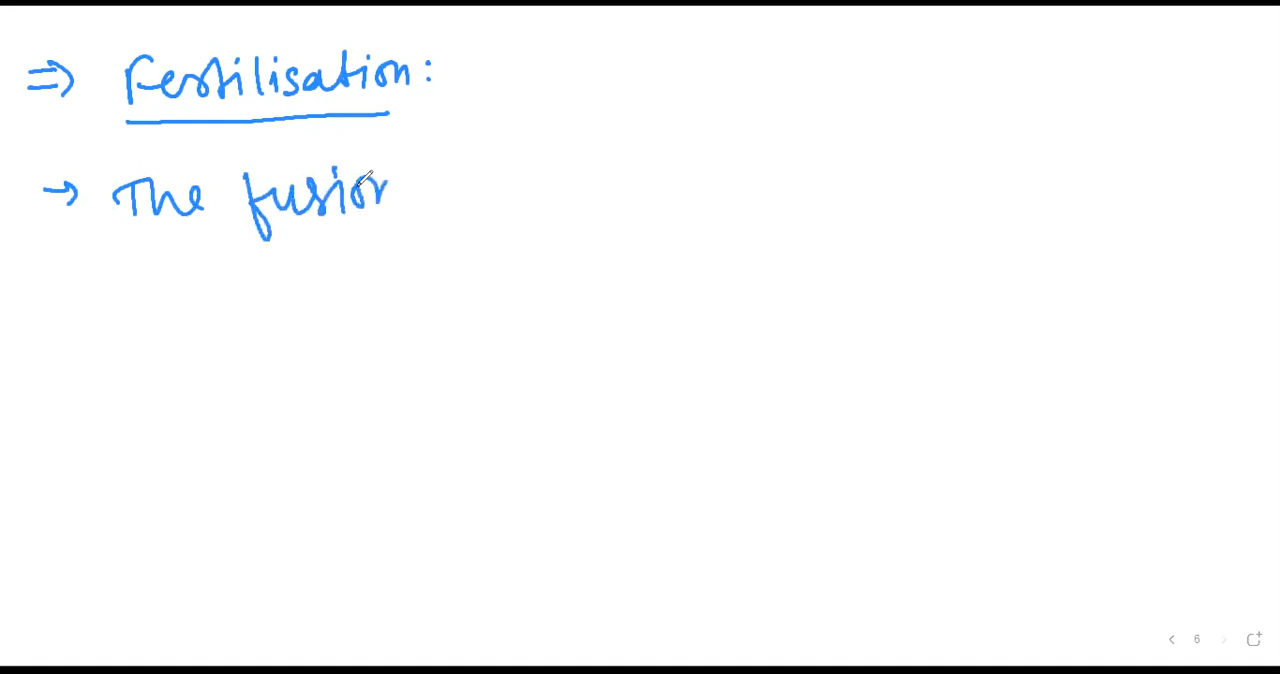 ⇒ Fertilisation:
→ The fusion
6